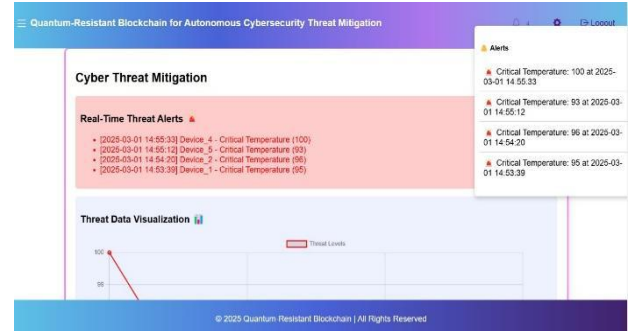 Quantum-Resistant Blockchain for Autonomous Cybersecurity Threat Mitigation
Logout
Alerts
Critical Temperature: 100 at 2025-
03-01 14:55:33
Critical Temperature: 93 at 2025-03-
01 14:55:12
Critical Temperature: 96 at 2025-03-
01 14:54:20
Critical Temperature: 95 at 2025-03-
01 14:53:39
Cyber Threat Mitigation
Real-Time Threat Alerts
[2025-03-01 14:55:33] Device_4 - Critical Temperature (100)
[2025-03-01 14:55:12] Device_5 - Critical Temperature (93)
[2025-03-01 14:54:20] Device_2 - Critical Temperature (96)
[2025-03-01 14:53:39] Device_1 - Critical Temperature (95)
Threat Data Visualization
Threat Levels
100
© 2025 Quantum-Resistant Blockchain | All Rights Reserved